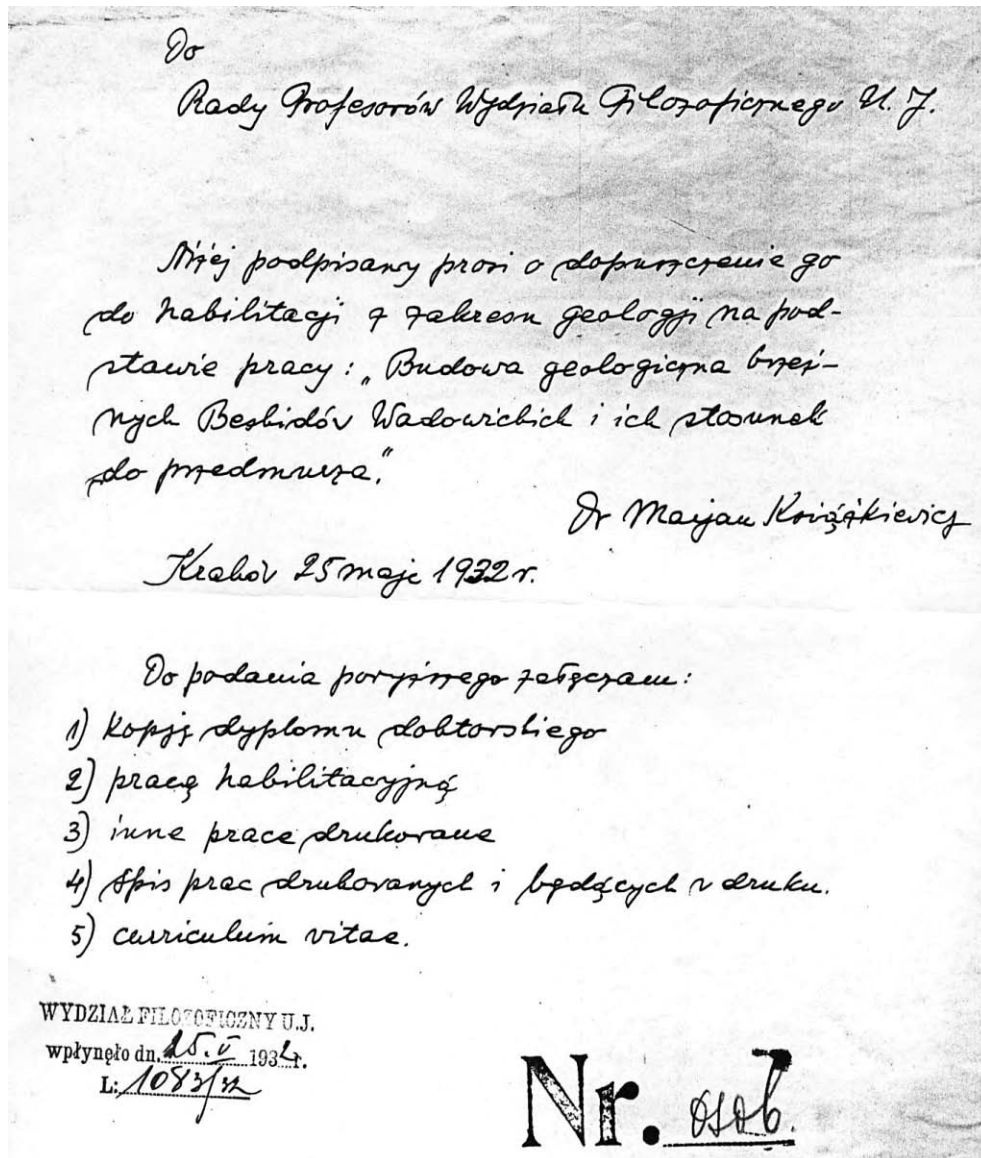 Do
Rady Profesorów Wydziału Filozoficznego U. J.
Niżej podpisany prosi o dopuszczenie go
do habilitacji z zakresu geologji na pod-
stawie pracy: „Budowa geologiczna brzeż-
nych Beskidów Wadowickich i ich stosunek
do przedmurza."
Dr Marjan Książkiewicz
Kraków 25 maja 1932 r.
Do podania powyższego załączam:
1) kopję dyplomu doktorskiego
2) pracę habilitacyjną
3) inne prace drukowane
4) spis prac drukowanych i będących w druku.
5) curriculum vitae.
WYDZIAŁ FILOZOFICZNY U.J.
wpłynęło dn. 25.V 1932 r.
L: 1083/32
Nr. osob.